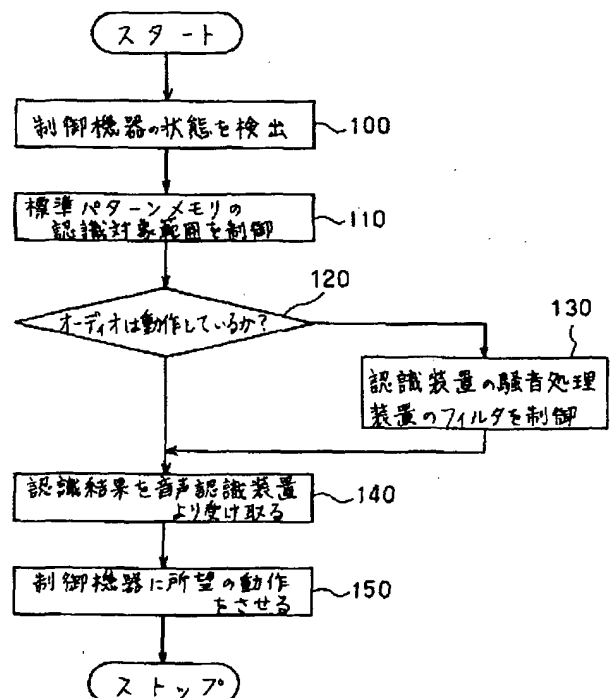 スタート
制御機器の状態を検出
100
標準パターンメモリの
認識対象範囲を制御
110
オーディオは動作しているか?
120
130
認識装置の騒音処理
装置のフィルタを制御
認識結果を音声認識装置
より受け取る
140
制御機器に所望の動作
をさせる
150
ストップ